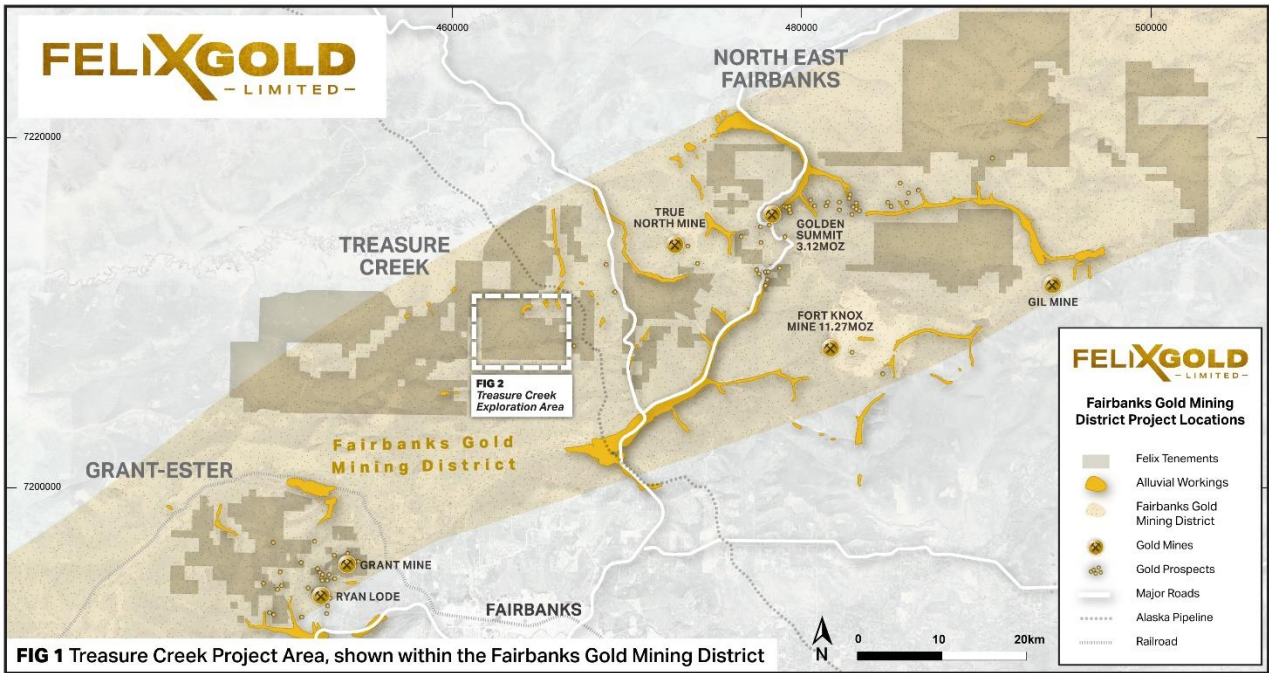 460000
480000
500000
FELIXGOLD
LIMITED
NORTH EAST
FAIRBANKS
7220000
TRUE
NORTH MINE
GOLDEN
SUMMIT
3.12MOZ
TREASURE
CREEK
GIL MINE
FORT KNOX
MINE 11.27MOZ
FIG 2
Treasure Creek
Exploration Area
Fairbanks Gold
Mining District
GRANT-ESTER
7200000
GRANT MINE
RYAN LODE
FAIRBANKS
FELIXGOLD
LIMITED
Fairbanks Gold Mining
District Project Locations
Felix Tenements
Alluvial Workings
Fairbanks Gold
Mining District
Gold Mines
Gold Prospects
Major Roads
Alaska Pipeline
Railroad
N
0 10 20km
FIG 1 Treasure Creek Project Area, shown within the Fairbanks Gold Mining District